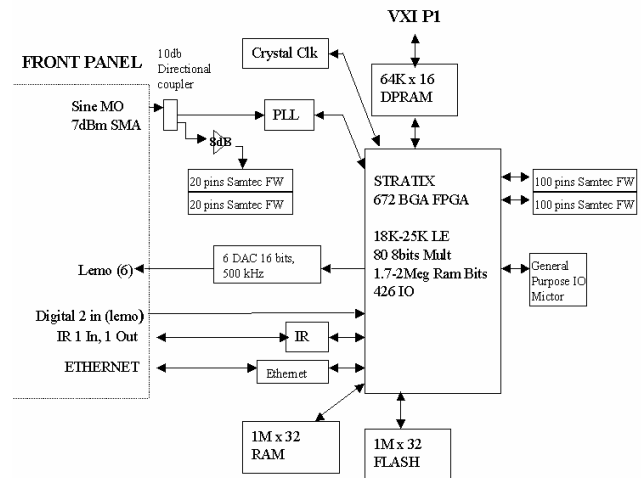 VXI P1
FRONT PANEL
10db
Directional
coupler
Crystal Clk
64K x 16
DPRAM
Sine MO
7dBm SMA
PLL
8dB
20 pins Samtec FW
20 pins Samtec FW
STRATIX
672 BGA FPGA
18K-25K LE
80 8bits Mult
1.7-2Meg Ram Bits
426 IO
100 pins Samtec FW
100 pins Samtec FW
Lemo (6)
6 DAC 16 bits,
500 kHz
General
Purpose IO
Mictor
Digital 2 in (lemo)
IR 1 In, 1 Out
IR
ETHERNET
Ethernet
1M x 32
RAM
1M x 32
FLASH